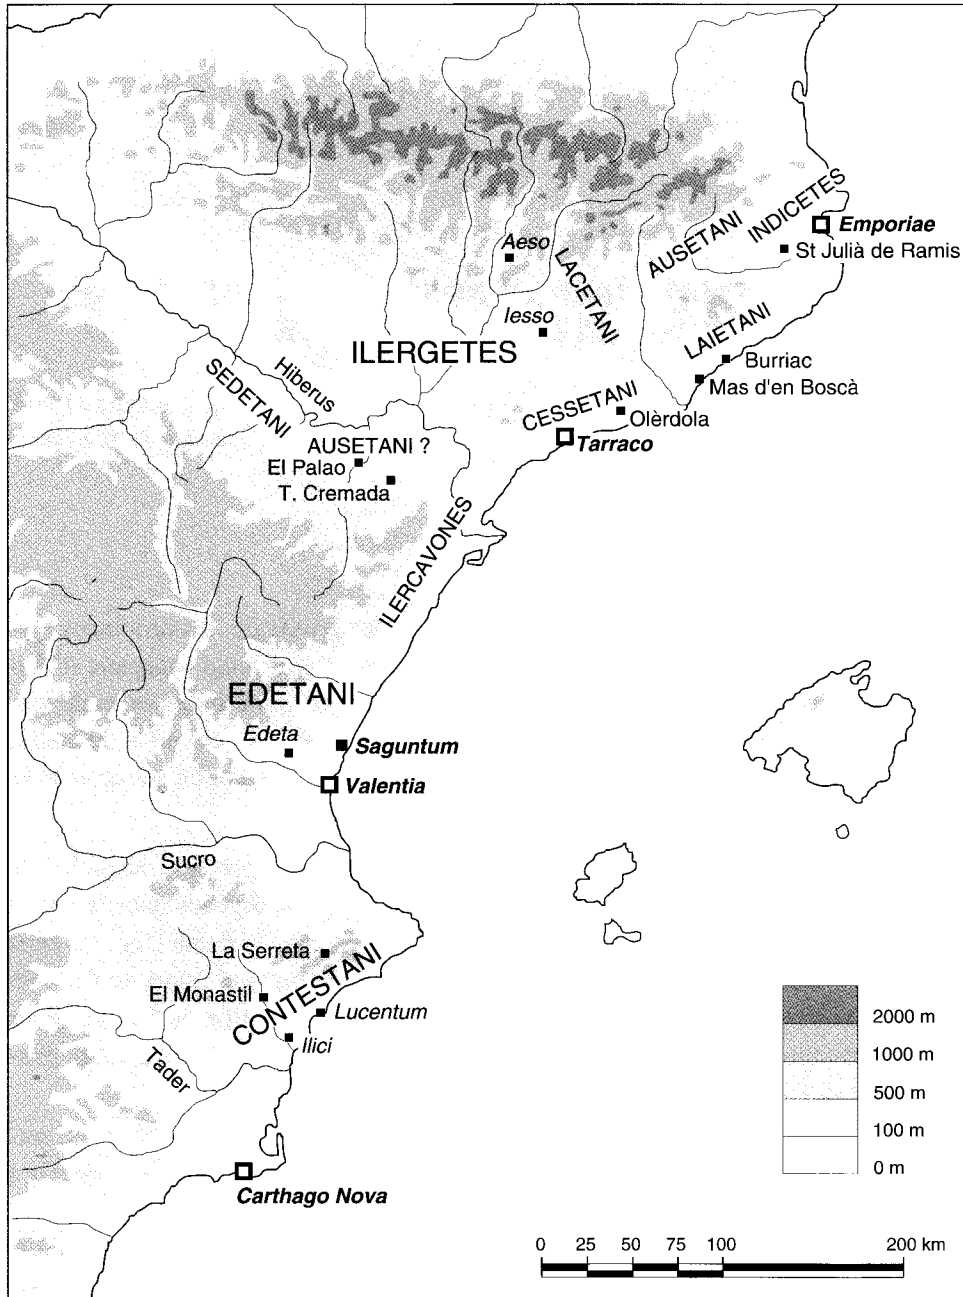 INDICETES
AUSETANI
Emporiae
St Julià de Ramis
Aeso
LACETANI
Iesso
ILERGETES
LAIETANI
Burriac
Mas d'en Boscà
Hiberus
SEDETANI
CESSETANI
Olèrdola
Tarraco
AUSETANI ?
El Palao
T. Cremada
ILERCAVONES
EDETANI
Edeta
Saguntum
Valentia
Sucro
La Serreta
CONTESTANI
El Monastil
Lucentum
Ilici
Tader
Carthago Nova
2000 m
1000 m
500 m
100 m
0 m
0 25 50 75 100 200 km